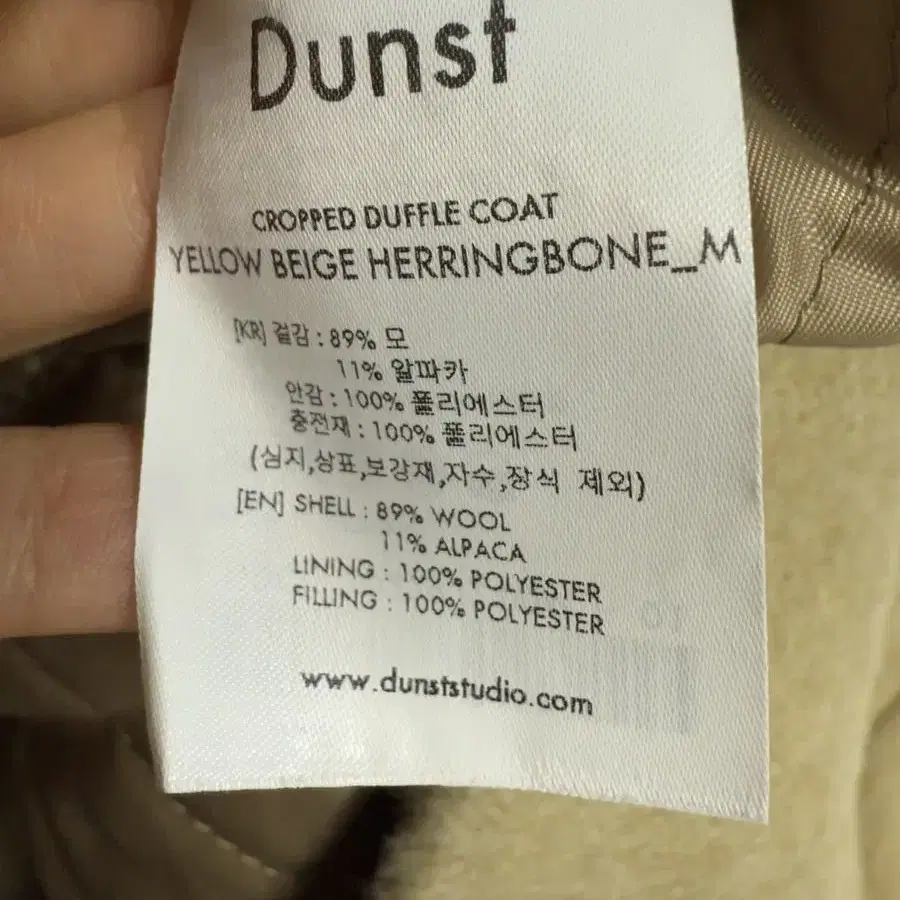 Dunst
CROPPED DUFFLE COAT
YELLOW BEIGE HERRINGBONE_M
[KR] 겉감 : 89% 모
11% 알파카
안감 : 100% 폴리에스터
충전재 : 100% 폴리에스터
(심지,상표,보강재,자수,장식 제외)
[EN] SHELL : 89% WOOL
11% ALPACA
LINING : 100% POLYESTER
FILLING : 100% POLYESTER
www.dunststudio.com